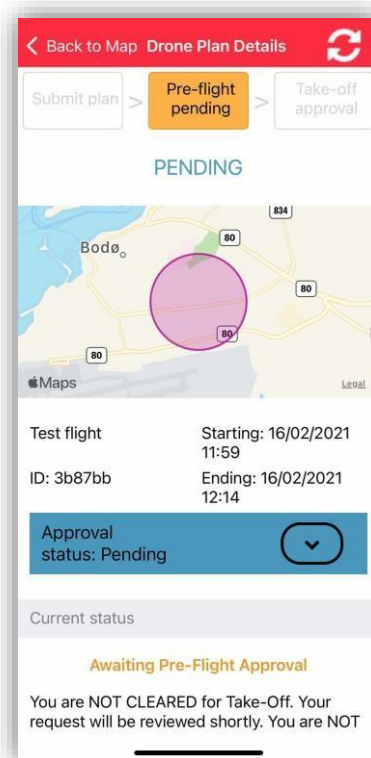 Back to Map Drone Plan Details
Submit plan > Pre-flight pending > Take-off approval
PENDING
834
Bodø
80
80
80
80
Maps
Legal
Test flight
Starting: 16/02/2021
11:59
ID: 3b87bb
Ending: 16/02/2021
12:14
Approval
status: Pending
Current status
Awaiting Pre-Flight Approval
You are NOT CLEARED for Take-Off. Your
request will be reviewed shortly. You are NOT